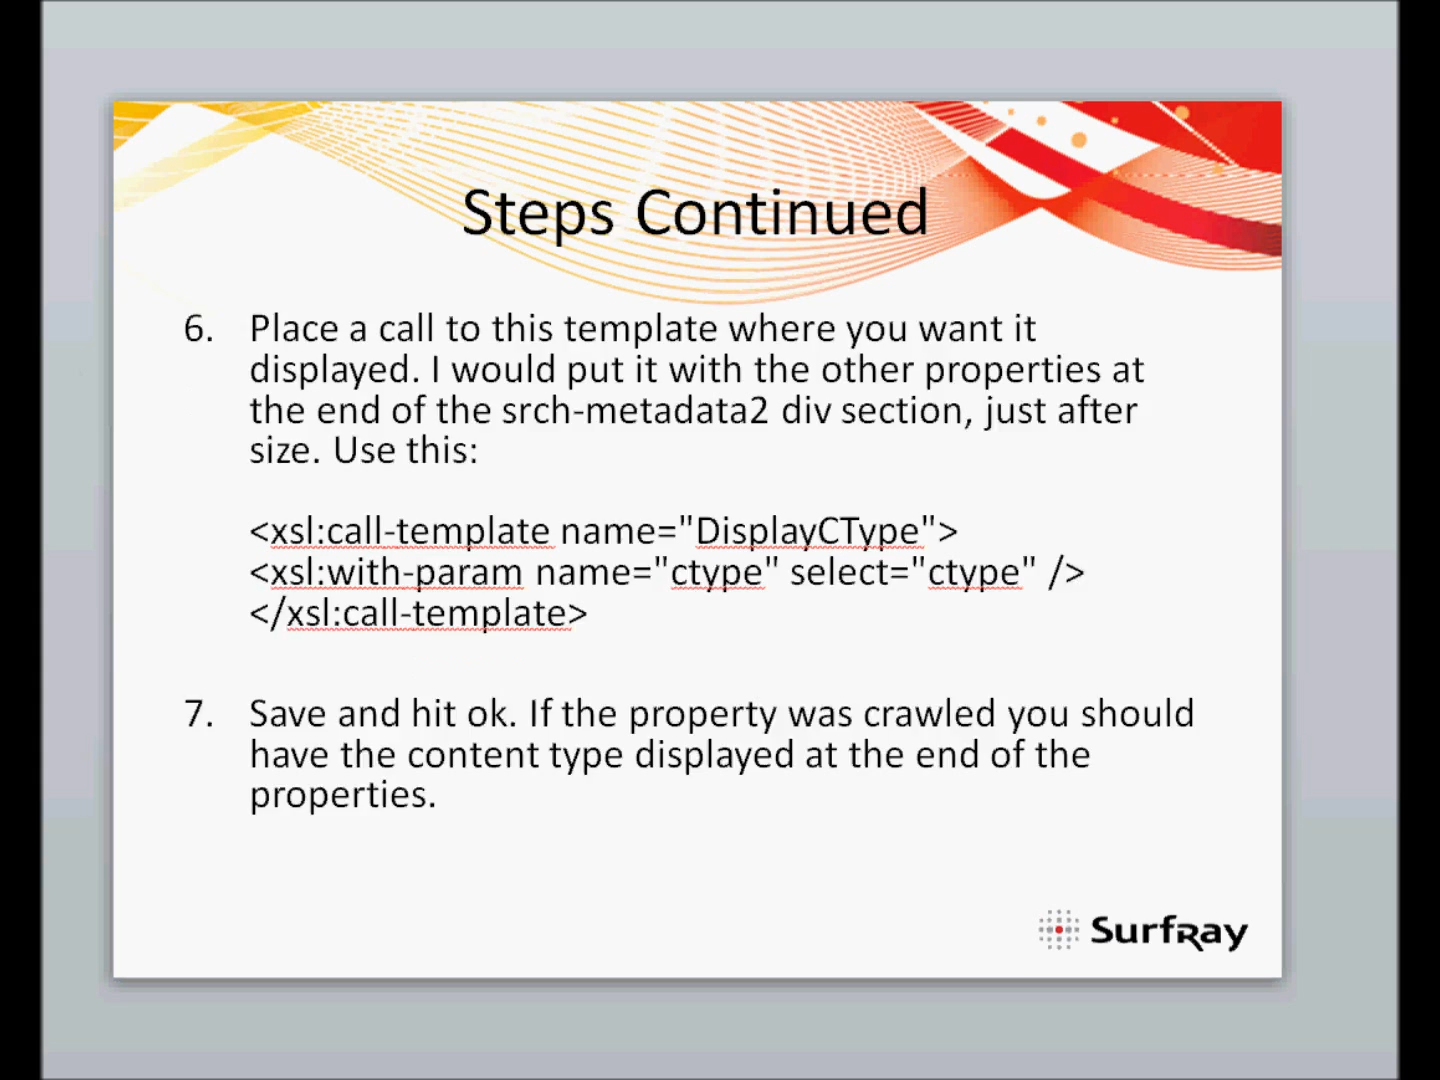 Steps Continued
6. Place a call to this template where you want it
displayed. I would put it with the other properties at
the end of the srch-metadata2 div section, just after
size. Use this:
<xsl:call-template name="DisplayCType">
<xsl:with-param name="ctype" select="ctype" />
</xsl:call-template>
7. Save and hit ok. If the property was crawled you should
have the content type displayed at the end of the
properties.
SurfRay